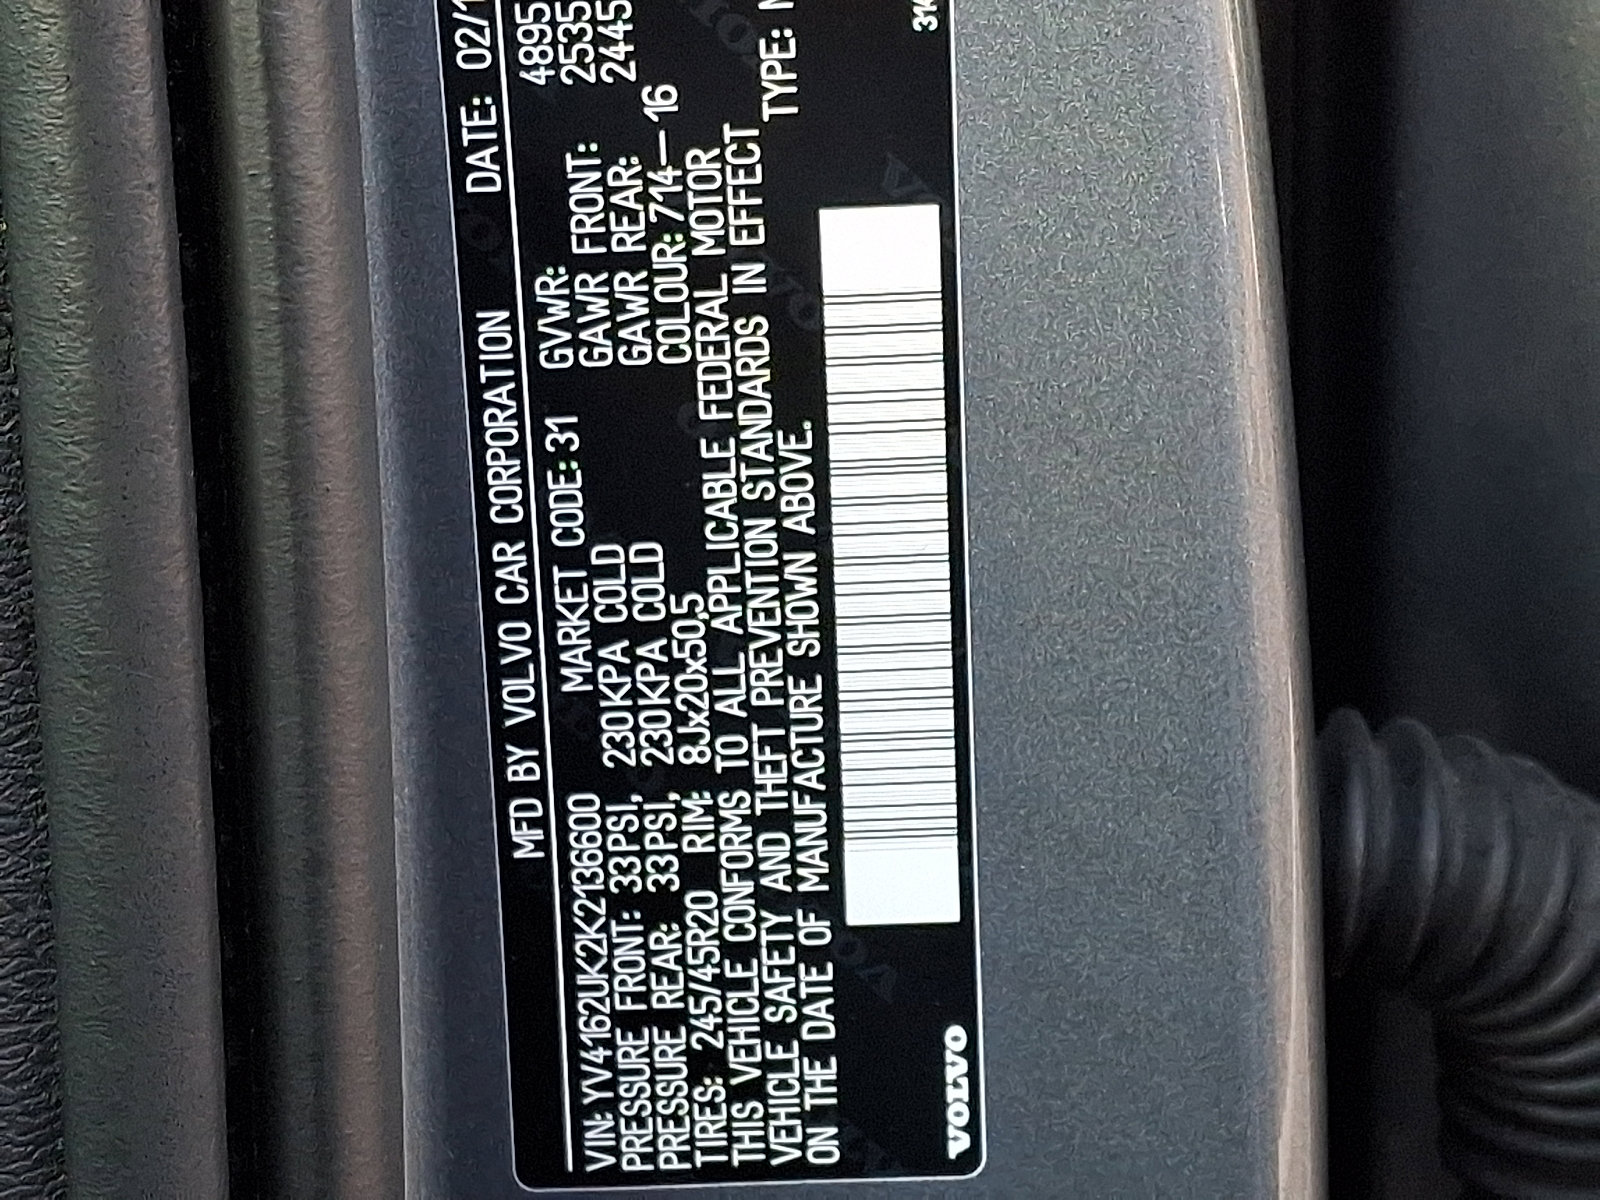 MFD BY VOLVO CAR CORPORATION DATE: 02/1
MARKET CODE: 31 GVWR: 4895
VIN: YV4162UK2K2136600 GAWR FRONT: 2535
PRESSURE FRONT: 33PSI, 230KPA COLD GAWR REAR: 2445
PRESSURE REAR: 33PSI, 230KPA COLD COLOUR: 714—16
TIRES: 245/45R20 RIM: 8Jx20x50,5
THIS VEHICLE CONFORMS TO ALL APPLICABLE FEDERAL MOTOR
VEHICLE SAFETY AND THEFT PREVENTION STANDARDS IN EFFECT
ON THE DATE OF MANUFACTURE SHOWN ABOVE. TYPE:
VOLVO 314